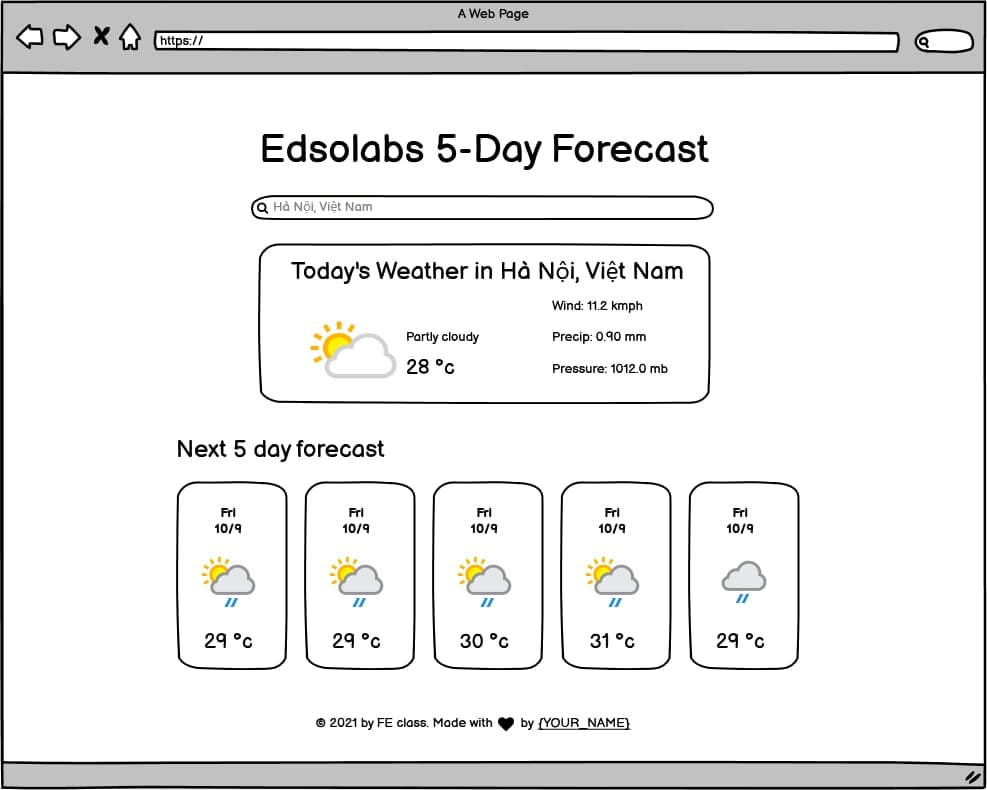 A Web Page
https://
Edsolabs 5-Day Forecast
Hà Nội, Việt Nam
Today's Weather in Hà Nội, Việt Nam
Partly cloudy
28 °c
Wind: 11.2 kmph
Precip: 0.90 mm
Pressure: 1012.0 mb
Next 5 day forecast
Fri
10/9
29 °c
Fri
10/9
29 °c
Fri
10/9
30 °c
Fri
10/9
31 °c
Fri
10/9
29 °c
© 2021 by FE class. Made with ♥ by {YOUR_NAME}